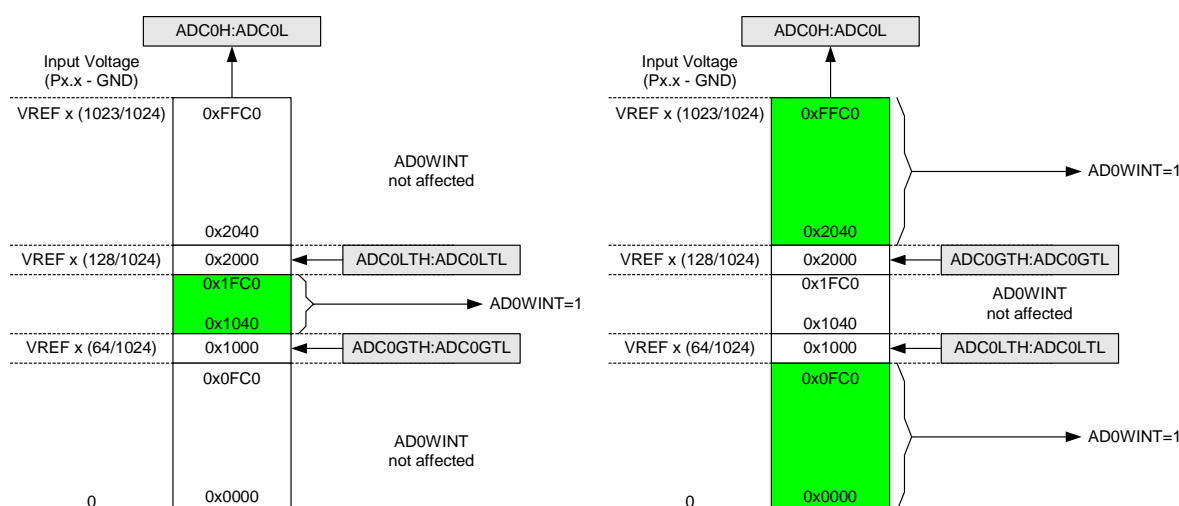 ADC0H:ADC0L
Input Voltage
(Px.x - GND)
VREF x (1023/1024)
0xFFC0
AD0WINT
not affected
0x2040
VREF x (128/1024)
0x2000
ADC0LTH:ADC0LTL
0x1FC0
AD0WINT=1
0x1040
VREF x (64/1024)
0x1000
ADC0GTH:ADC0GTL
0x0FC0
AD0WINT
not affected
0
0x0000
ADC0H:ADC0L
Input Voltage
(Px.x - GND)
VREF x (1023/1024)
0xFFC0
AD0WINT=1
0x2040
VREF x (128/1024)
0x2000
ADC0GTH:ADC0GTL
0x1FC0
AD0WINT
not affected
0x1040
VREF x (64/1024)
0x1000
ADC0LTH:ADC0LTL
0x0FC0
AD0WINT=1
0
0x0000